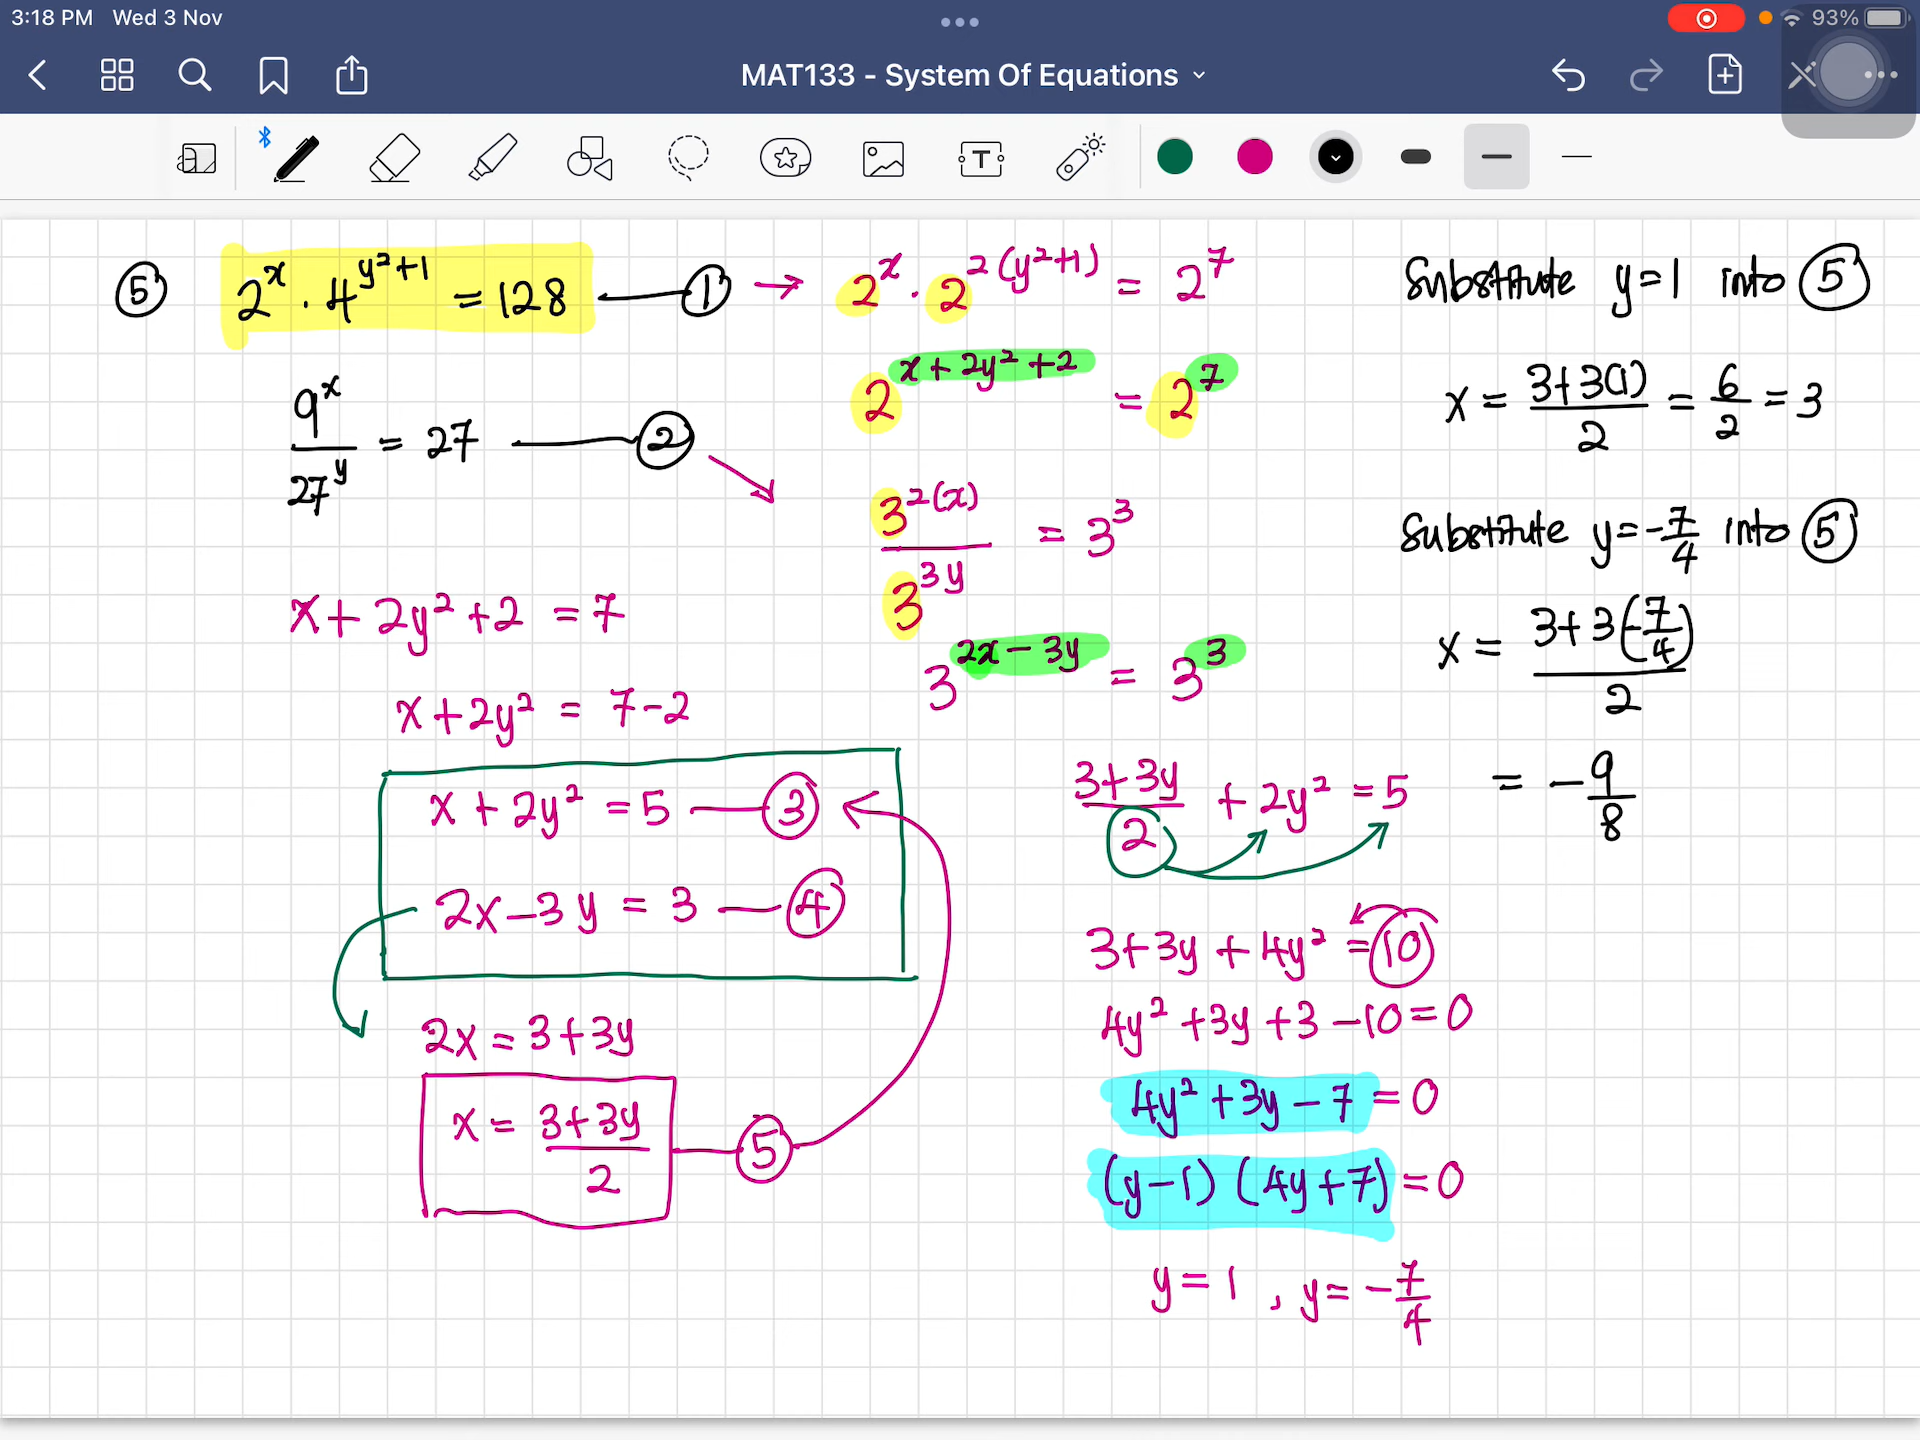 3:18 PM Wed 3 Nov
93%
MAT133 - System Of Equations
T
⑤ 2^x · 4^(y²+1) = 128 — ①
→ 2^x · 2^(2(y²+1)) = 2^7
2^(x + 2y² + 2) = 2^7
9^x / 27^y = 27 — ②
3^(2(x)) / 3^(3y) = 3^3
3^(2x − 3y) = 3^3
x + 2y² + 2 = 7
x + 2y² = 7 − 2
x + 2y² = 5 — ③
2x − 3y = 3 — ④
2x = 3 + 3y
x = (3 + 3y) / 2 — ⑤
(3 + 3y) / 2 + 2y² = 5
3 + 3y + 4y² = 10
4y² + 3y + 3 − 10 = 0
4y² + 3y − 7 = 0
(y − 1) (4y + 7) = 0
y = 1 , y = −7/4
Substitute y = 1 into ⑤
x = (3 + 3(1)) / 2 = 6/2 = 3
Substitute y = −7/4 into ⑤
x = (3 + 3(−7/4)) / 2
= −9/8